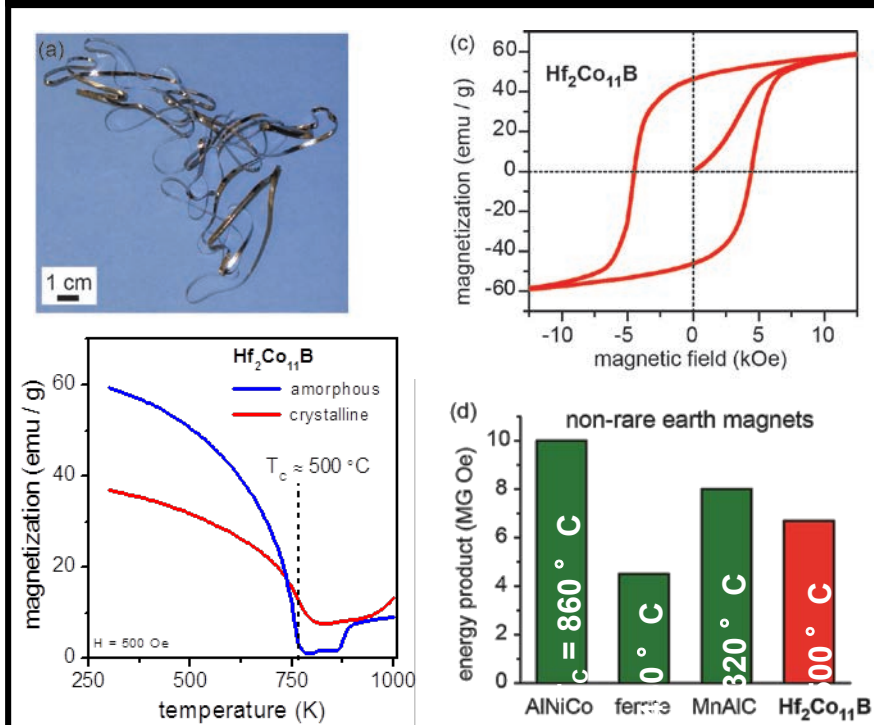 (a)
1 cm
(c)
Hf₂Co₁₁B
magnetization (emu / g)
60
40
20
0
-20
-40
-60
-10
-5
0
5
10
magnetic field (kOe)
Hf₂Co₁₁B
amorphous
crystalline
T꜀ ≈ 500 °C
H = 500 Oe
magnetization (emu / g)
60
40
20
0
250
500
750
1000
temperature (K)
(d)
non-rare earth magnets
energy product (MG Oe)
10
8
6
4
2
0
= 860 ° C
0 ° C
320 ° C
00 ° C
AlNiCo
ferrite
MnAlC
Hf₂Co₁₁B